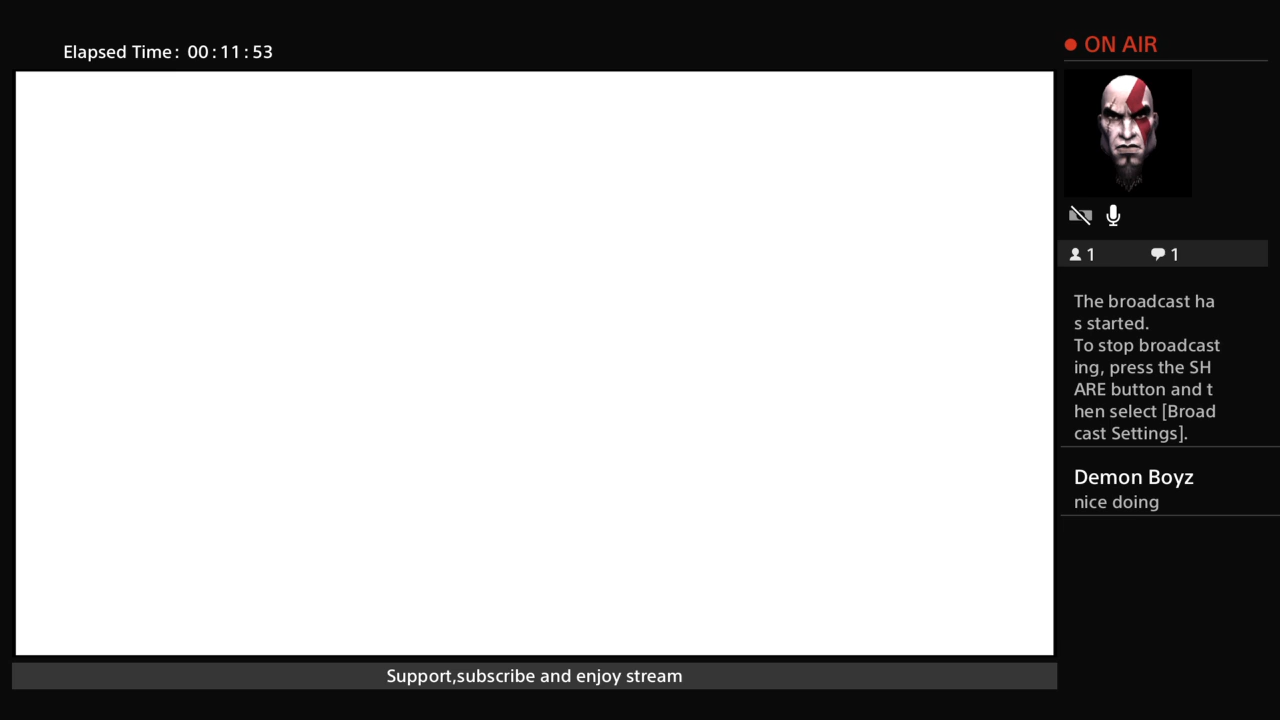 Elapsed Time: 00:11:53
ON AIR
1 1
The broadcast ha
s started.
To stop broadcast
ing, press the SH
ARE button and t
hen select [Broad
cast Settings].
Demon Boyz
nice doing
Support,subscribe and enjoy stream